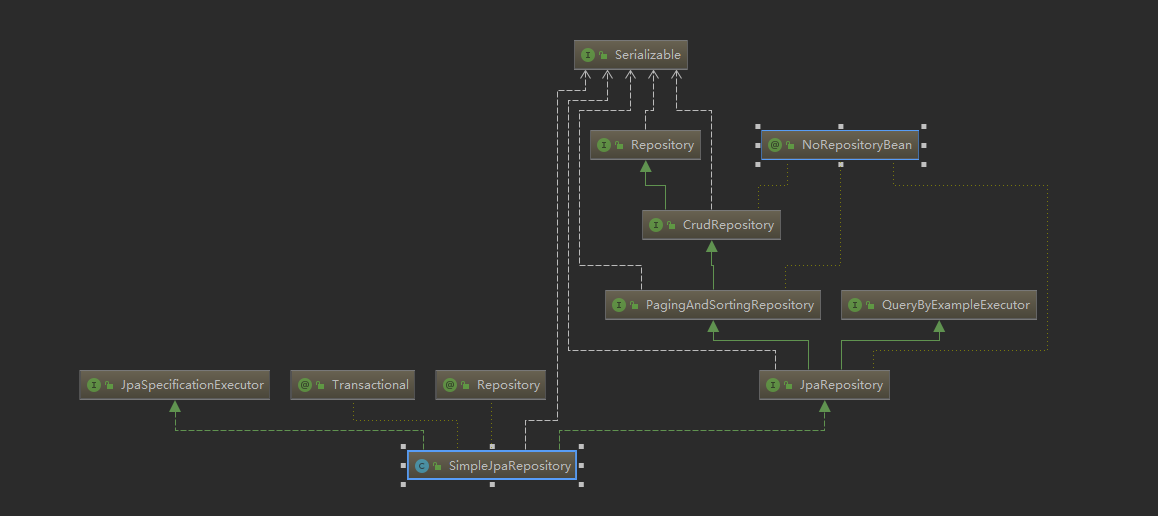 I Serializable
I Repository
@ NoRepositoryBean
I CrudRepository
I PagingAndSortingRepository
I QueryByExampleExecutor
I JpaSpecificationExecutor
@ Transactional
@ Repository
I JpaRepository
C SimpleJpaRepository